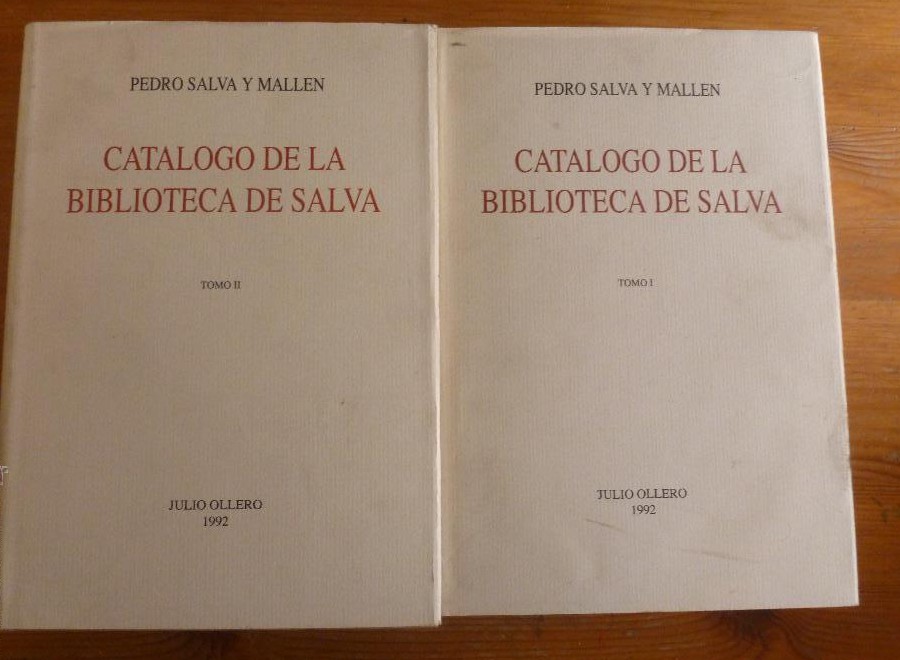 PEDRO SALVA Y MALLEN
CATALOGO DE LA
BIBLIOTECA DE SALVA
TOMO II
JULIO OLLERO
1992
PEDRO SALVA Y MALLEN
CATALOGO DE LA
BIBLIOTECA DE SALVA
TOMO I
JULIO OLLERO
1992